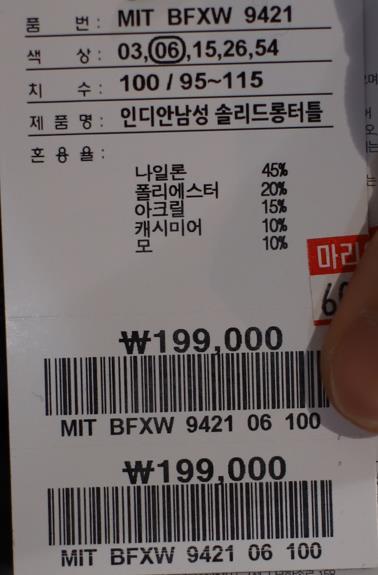 품 번: MIT BFXW 9421
색 상: 03,06,15,26,54
치 수: 100 / 95~115
제 품 명: 인디안남성 솔리드롱터틀
혼 용 율:
나일론 45%
폴리에스터 20%
아크릴 15%
캐시미어 10%
모 10%
마리
₩199,000
MIT BFXW 9421 06 100
₩199,000
MIT BFXW 9421 06 100